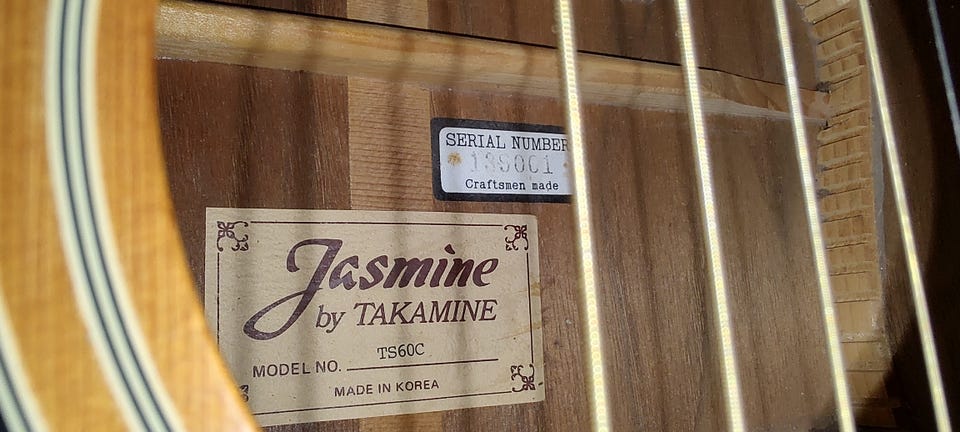 SERIAL NUMBER
Craftsmen made
Jasmine
by TAKAMINE
MODEL NO. TS60C
MADE IN KOREA